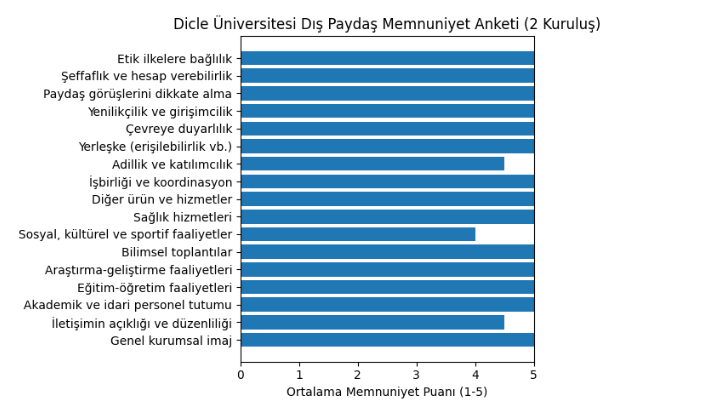 Dicle Üniversitesi Dış Paydaş Memnuniyet Anketi (2 Kuruluş)
Etik ilkelere bağlılık
Şeffaflık ve hesap verebilirlik
Paydaş görüşlerini dikkate alma
Yenilikçilik ve girişimcilik
Çevreye duyarlılık
Yerleşke (erişilebilirlik vb.)
Adillik ve katılımcılık
İşbirliği ve koordinasyon
Diğer ürün ve hizmetler
Sağlık hizmetleri
Sosyal, kültürel ve sportif faaliyetler
Bilimsel toplantılar
Araştırma-geliştirme faaliyetleri
Eğitim-öğretim faaliyetleri
Akademik ve idari personel tutumu
İletişimin açıklığı ve düzenliliği
Genel kurumsal imaj
0 1 2 3 4 5
Ortalama Memnuniyet Puanı (1-5)